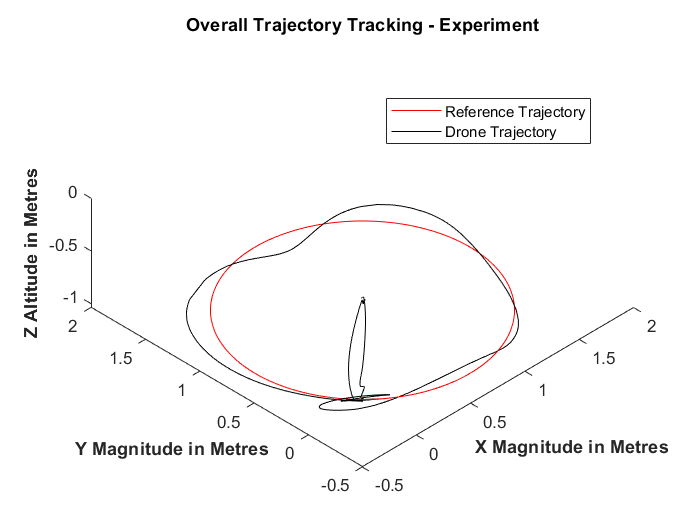 Overall Trajectory Tracking - Experiment
Reference Trajectory
Drone Trajectory
Z Altitude in Metres
0
-0.5
-1
2
1.5
1
0.5
0
-0.5
Y Magnitude in Metres
-0.5
0
0.5
1
1.5
2
X Magnitude in Metres